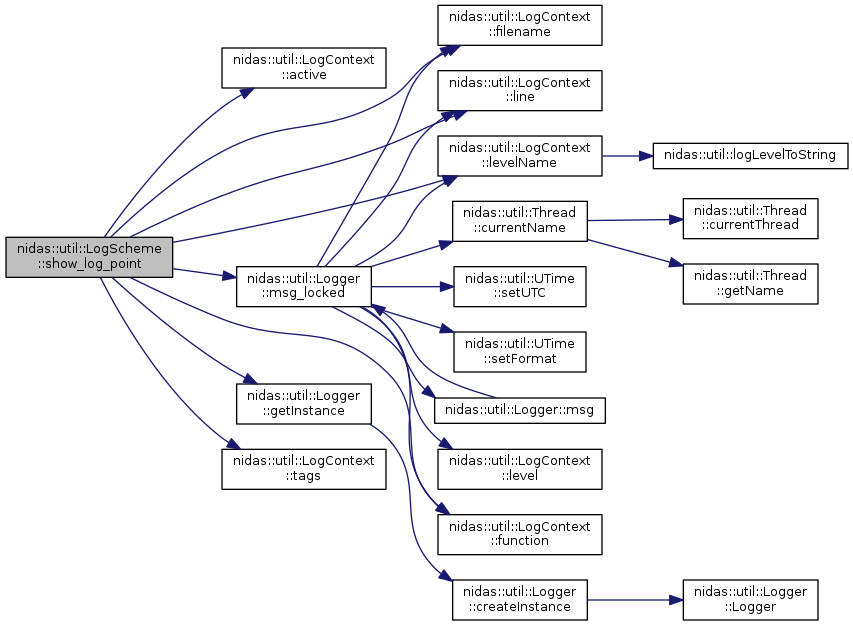 nidas::util::LogContext
::filename
nidas::util::LogContext
::active
nidas::util::LogContext
::line
nidas::util::LogContext
::levelName
nidas::util::logLevelToString
nidas::util::Thread
::currentName
nidas::util::Thread
::currentThread
nidas::util::LogScheme
::show_log_point
nidas::util::Logger
::msg_locked
nidas::util::UTime
::setUTC
nidas::util::Thread
::getName
nidas::util::UTime
::setFormat
nidas::util::Logger
::getInstance
nidas::util::Logger::msg
nidas::util::LogContext
::tags
nidas::util::LogContext
::level
nidas::util::LogContext
::function
nidas::util::Logger
::createInstance
nidas::util::Logger
::Logger